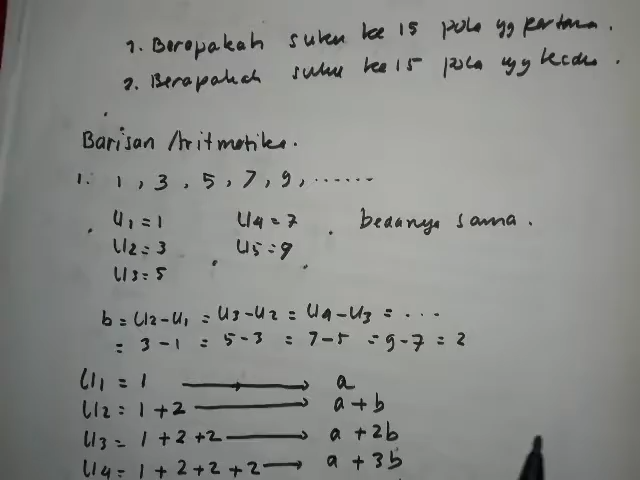 1. Berapakah suku ke 15 pola yg pertama.
2. Berapakah suku ke 15 pola yg kedua.
Barisan Aritmetika.
1. 1, 3, 5, 7, 9, .......
U1 = 1 U4 = 7 . bedanya sama.
U2 = 3 U5 = 9
U3 = 5
b = U2 - U1 = U3 - U2 = U4 - U3 = ...
= 3 - 1 = 5 - 3 = 7 - 5 = 9 - 7 = 2
U1 = 1 → a
U2 = 1 + 2 → a + b
U3 = 1 + 2 + 2 → a + 2b
U4 = 1 + 2 + 2 + 2 → a + 3b